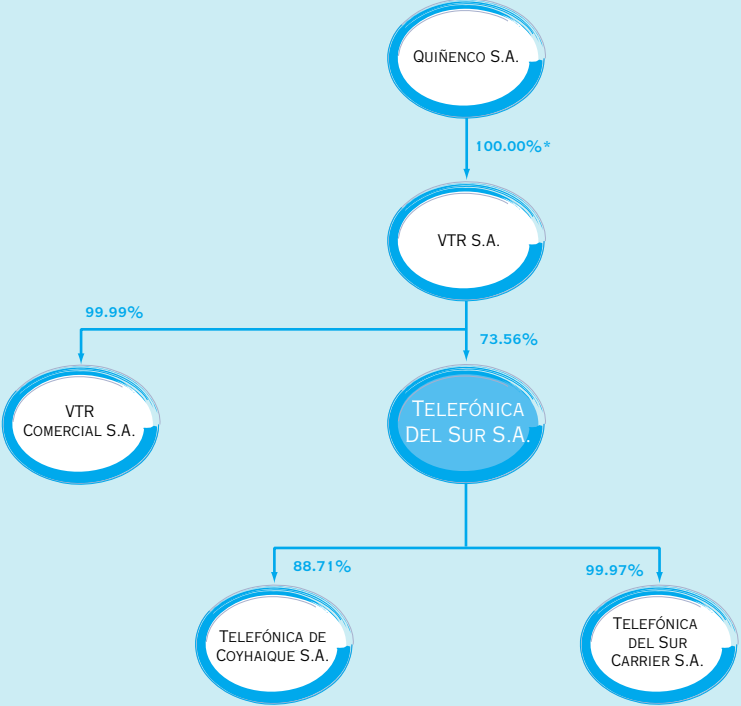 QUIÑENCO S.A.
100.00%*
VTR S.A.
99.99%
73.56%
VTR
COMERCIAL S.A.
TELEFÓNICA
DEL SUR S.A.
88.71%
99.97%
TELEFÓNICA DE
COYHAIQUE S.A.
TELEFÓNICA
DEL SUR
CARRIER S.A.